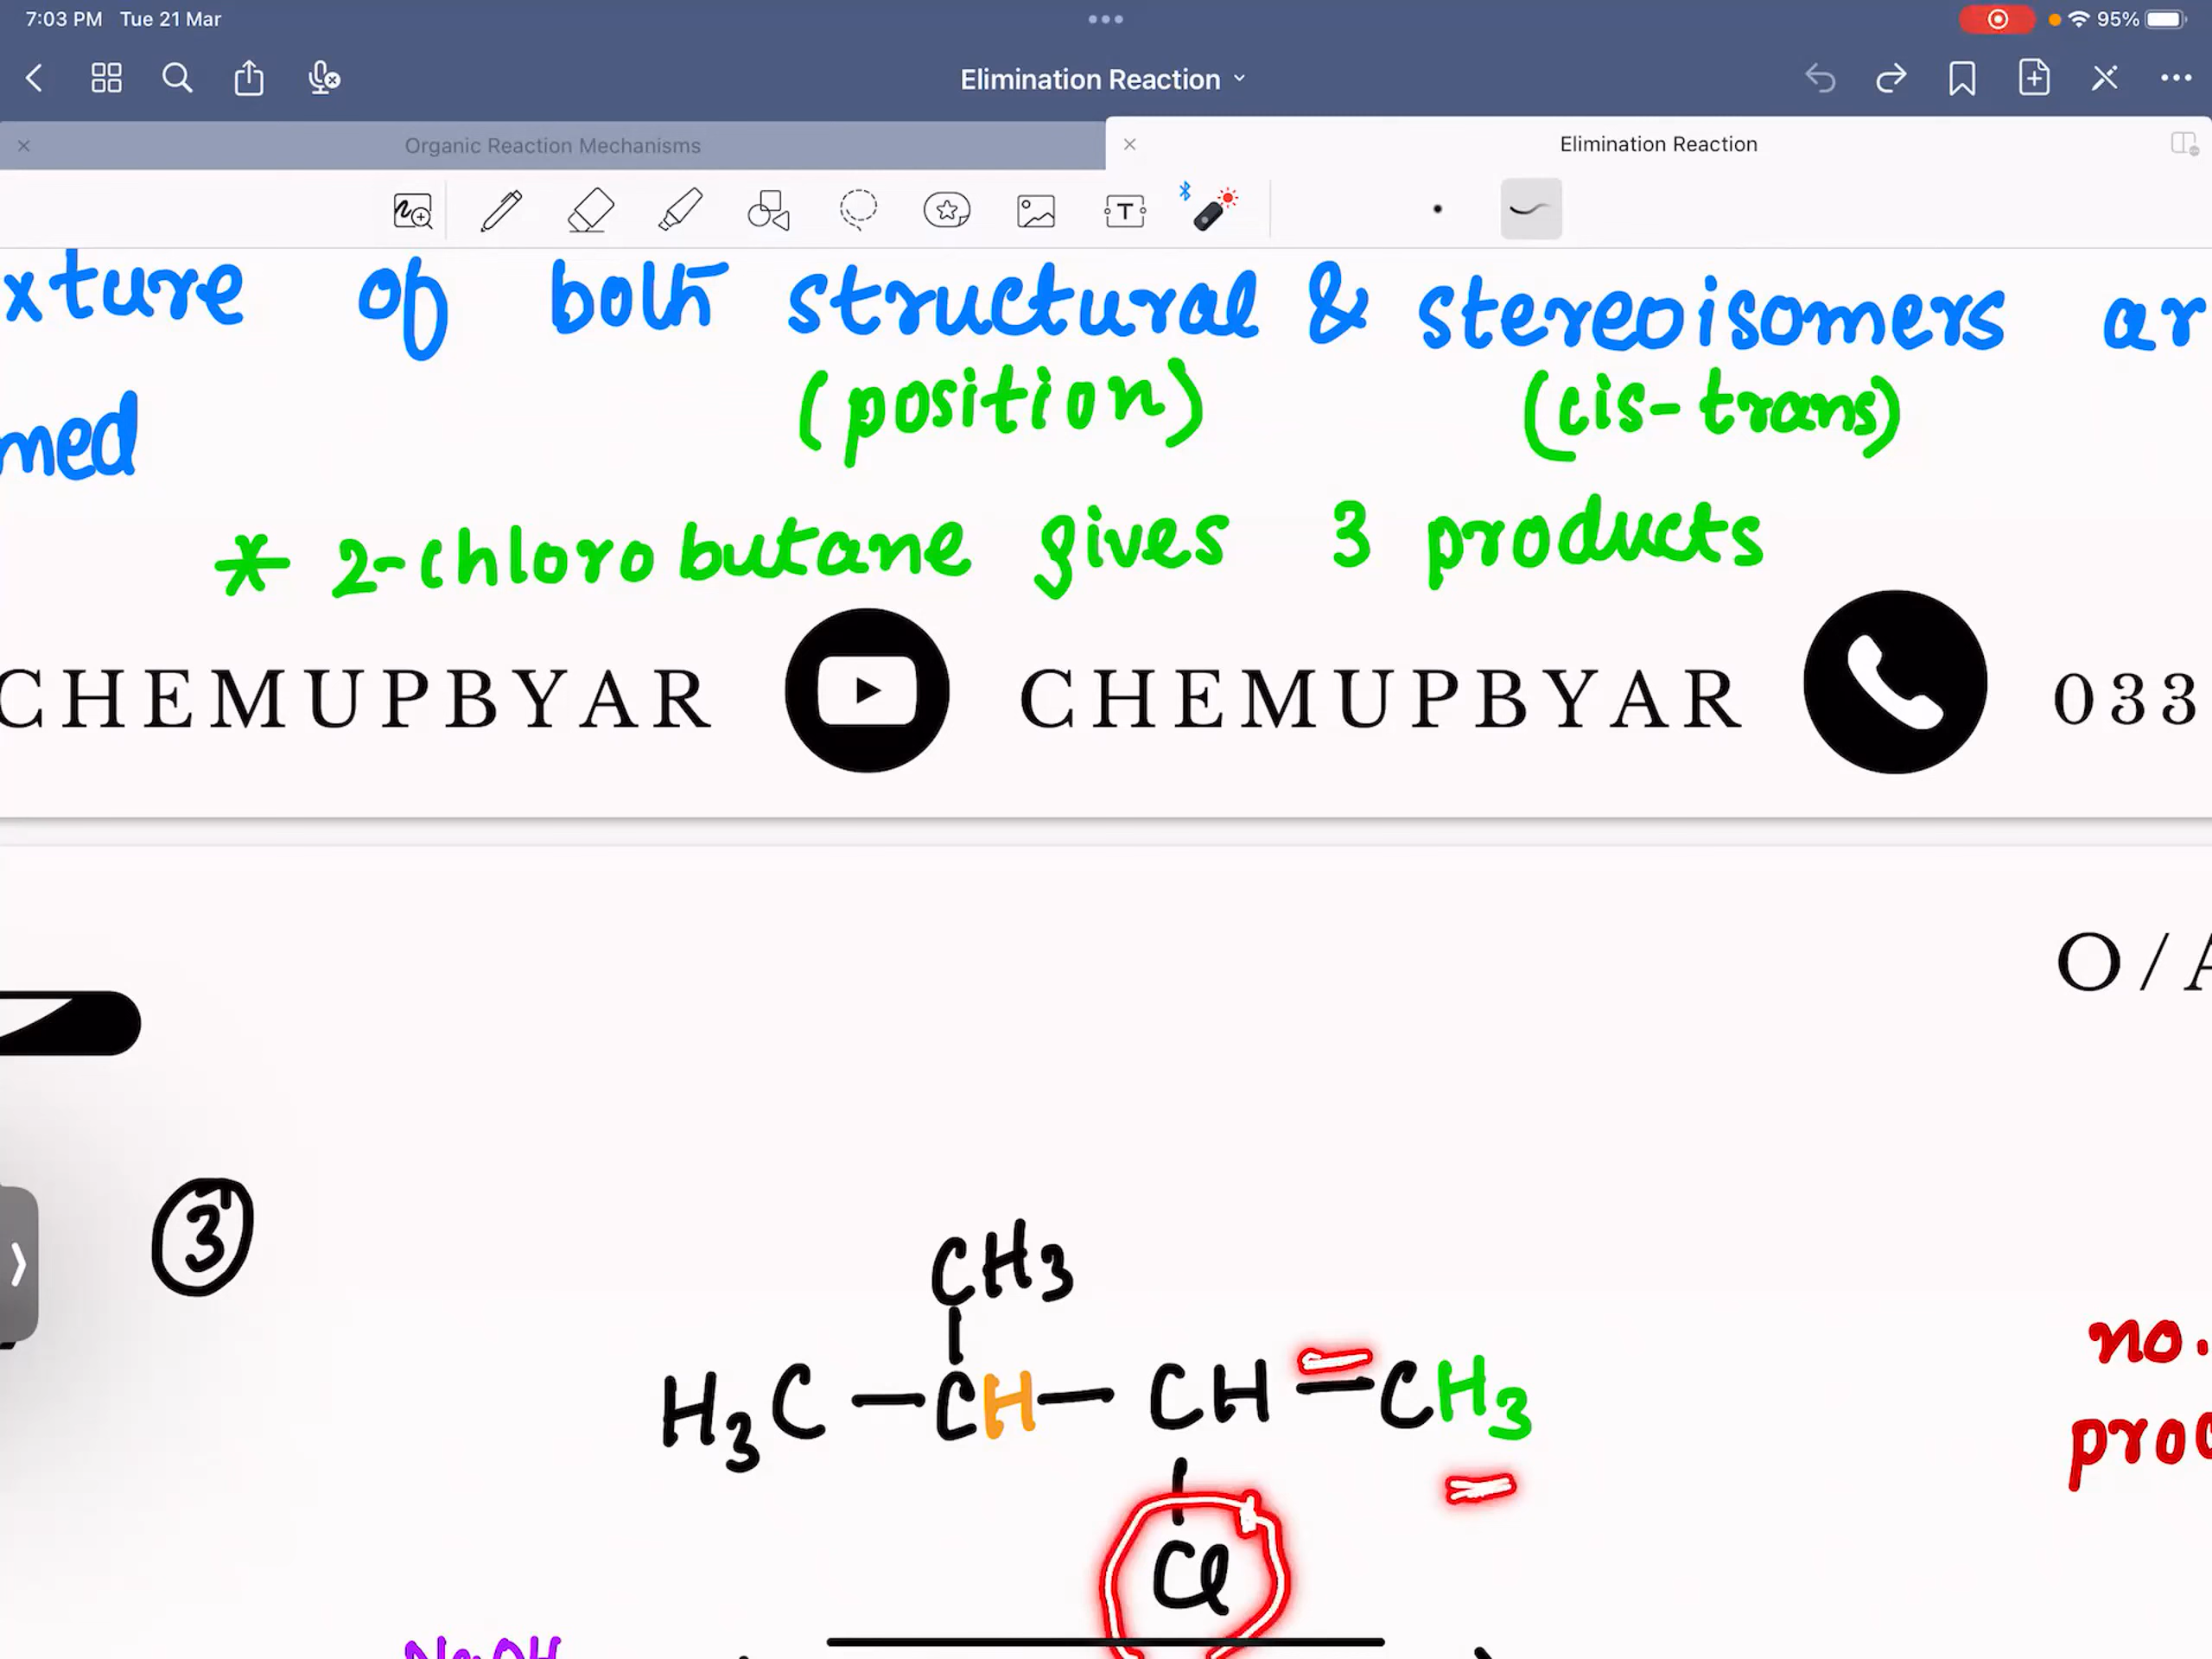 7:03 PM Tue 21 Mar
95%
Elimination Reaction
Organic Reaction Mechanisms
Elimination Reaction
xture of both structural & stereoisomers ar
(position) (cis-trans)
med
* 2-chlorobutane gives 3 products
CHEMUPBYAR CHEMUPBYAR 033
O/A
3
CH3
H3C - CH - CH = CH3
Cl
no.
pro
NaOH